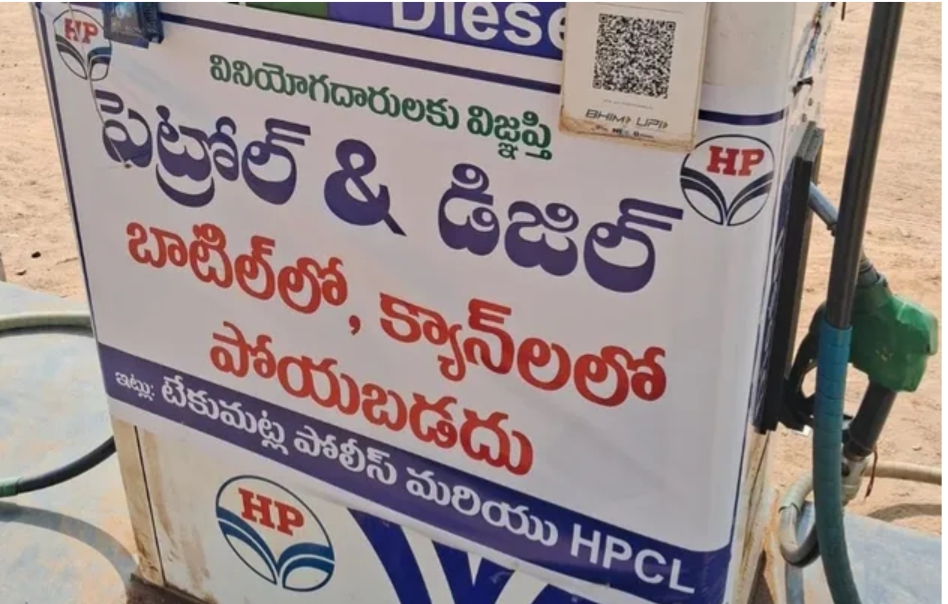 Diese
HP
BHIM UPI
వినియోగదారులకు విజ్ఞప్తి
పెట్రోల్ & డిజిల్
HP
బాటిల్‌లో, క్యాన్‌లలో
పోయబడదు
ఇట్లు: టేకుమట్ల పోలీస్ మరియు HPCL
HP